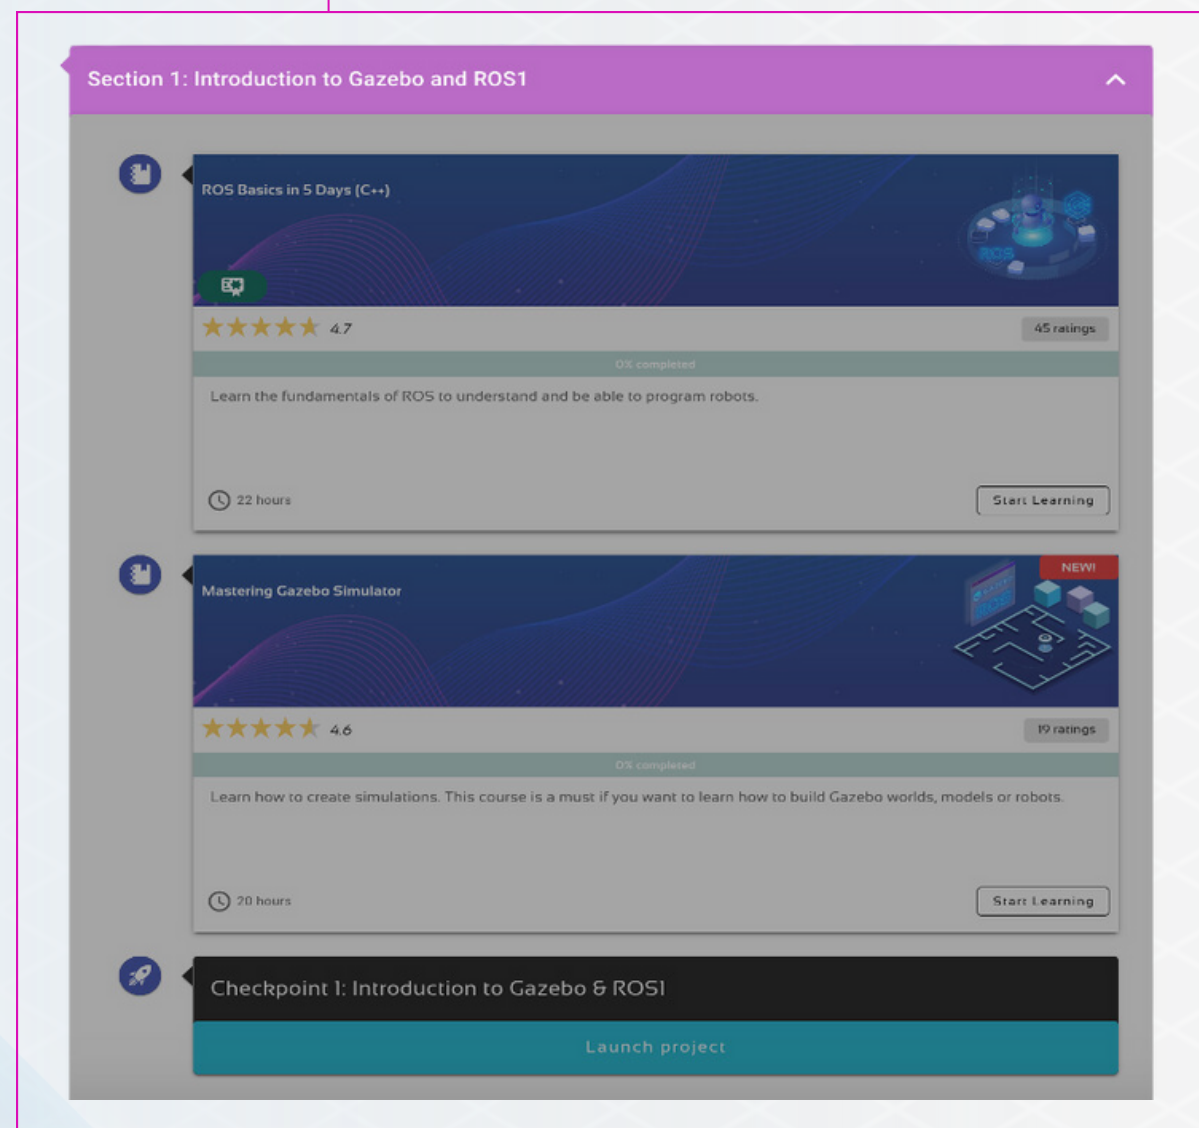 Section 1: Introduction to Gazebo and ROS1
ROS Basics in 5 Days (C++)
ROS
4.7
45 ratings
0% completed
Learn the fundamentals of ROS to understand and be able to program robots.
22 hours
Start Learning
NEW!
Mastering Gazebo Simulator
4.6
19 ratings
0% completed
Learn how to create simulations. This course is a must if you want to learn how to build Gazebo worlds, models or robots.
20 hours
Start Learning
Checkpoint 1: Introduction to Gazebo & ROS1
Launch project